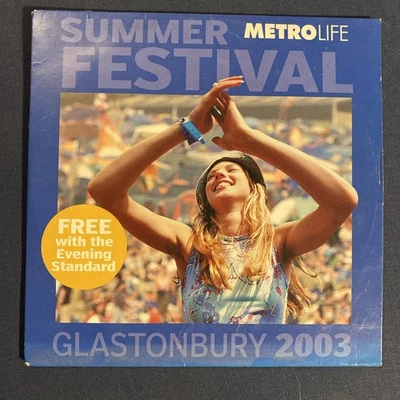 SUMMER METROLIFE
FESTIVAL
FREE
with the
Evening
Standard
GLASTONBURY 2003